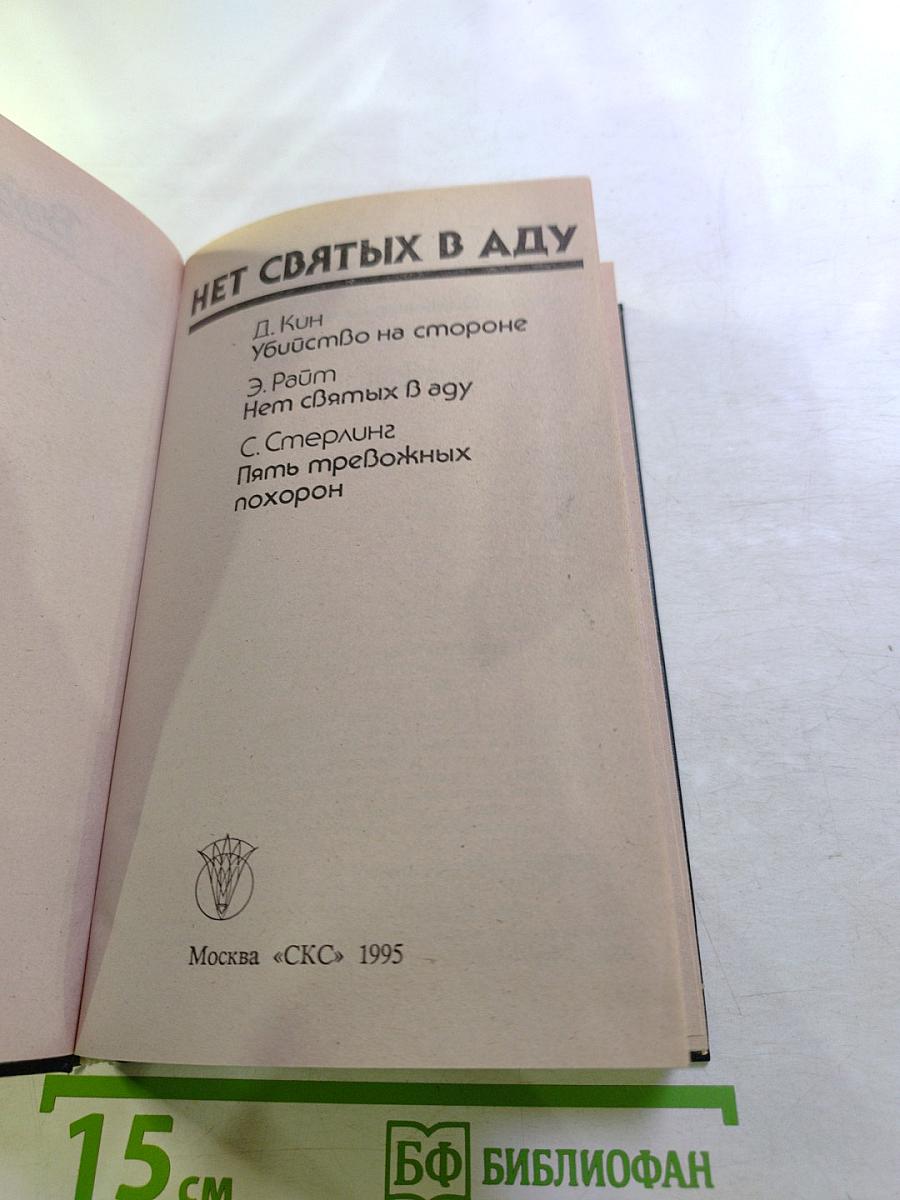 НЕТ СВЯТЫХ В АДУ
Д. Кин
Убийство на стороне
Э. Райт
Нет святых в аду
С. Стерлинг
Пять тревожных
похорон
Москва «СКС» 1995
15 см
БФ БИБЛИОФАН